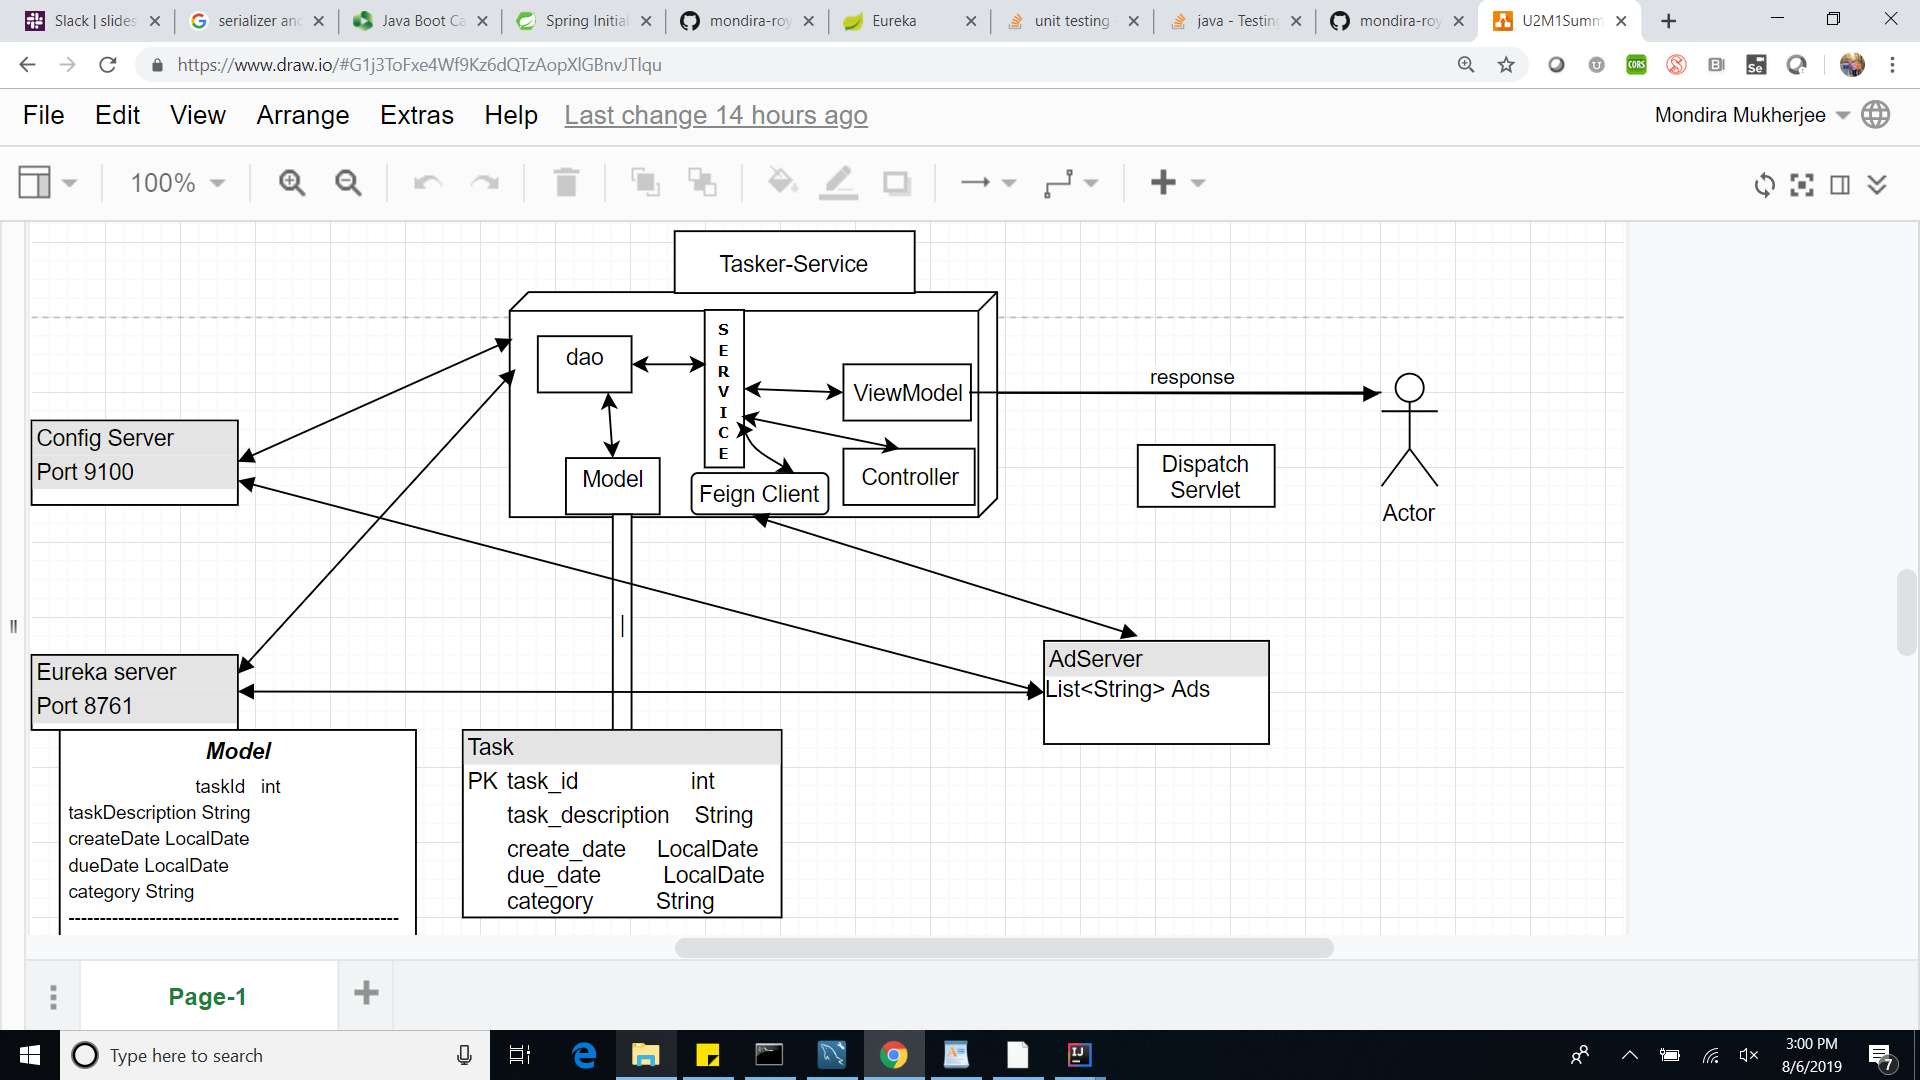 Slack | slides
serializer and
Java Boot Ca
Spring Initial
mondira-roy
Eureka
unit testing
java - Testing
mondira-roy
U2M1Summ
https://www.draw.io/#G1j3ToFxe4Wf9Kz6dQTzAopXlGBnvJTlqu
CORS
Se
File Edit View Arrange Extras Help Last change 14 hours ago
Mondira Mukherjee
100%
Tasker-Service
dao
S
E
R
V
I
C
E
ViewModel
response
Config Server
Port 9100
Model
Feign Client
Controller
Dispatch
Servlet
Actor
Eureka server
Port 8761
AdServer
List<String> Ads
Model
taskId int
taskDescription String
createDate LocalDate
dueDate LocalDate
category String
Task
PK task_id int
task_description String
create_date LocalDate
due_date LocalDate
category String
Page-1
Type here to search
3:00 PM
8/6/2019
7